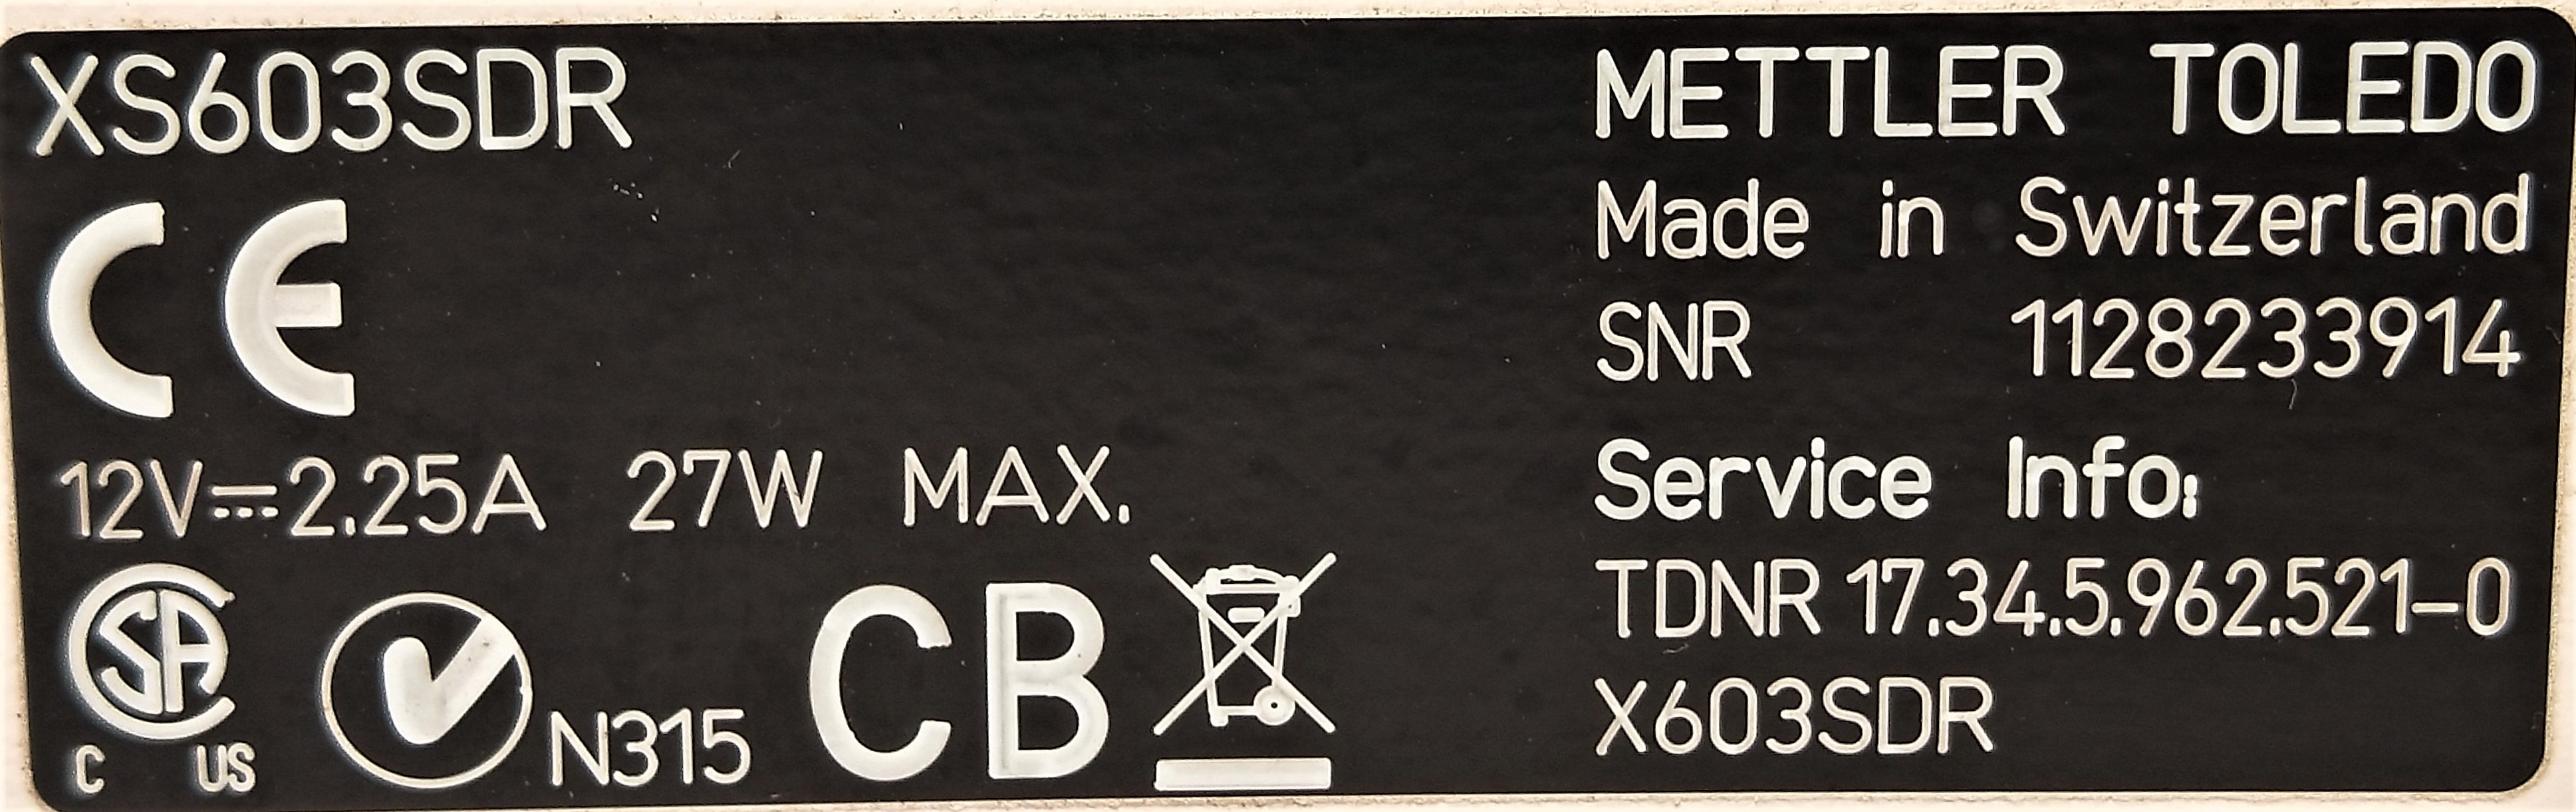 XS603SDR
CE
12V⎓2.25A 27W MAX.
CSA
C US
N315
CB
METTLER TOLEDO
Made in Switzerland
SNR 1128233914
Service Info:
TDNR 17.34.5.962.521-0
X603SDR